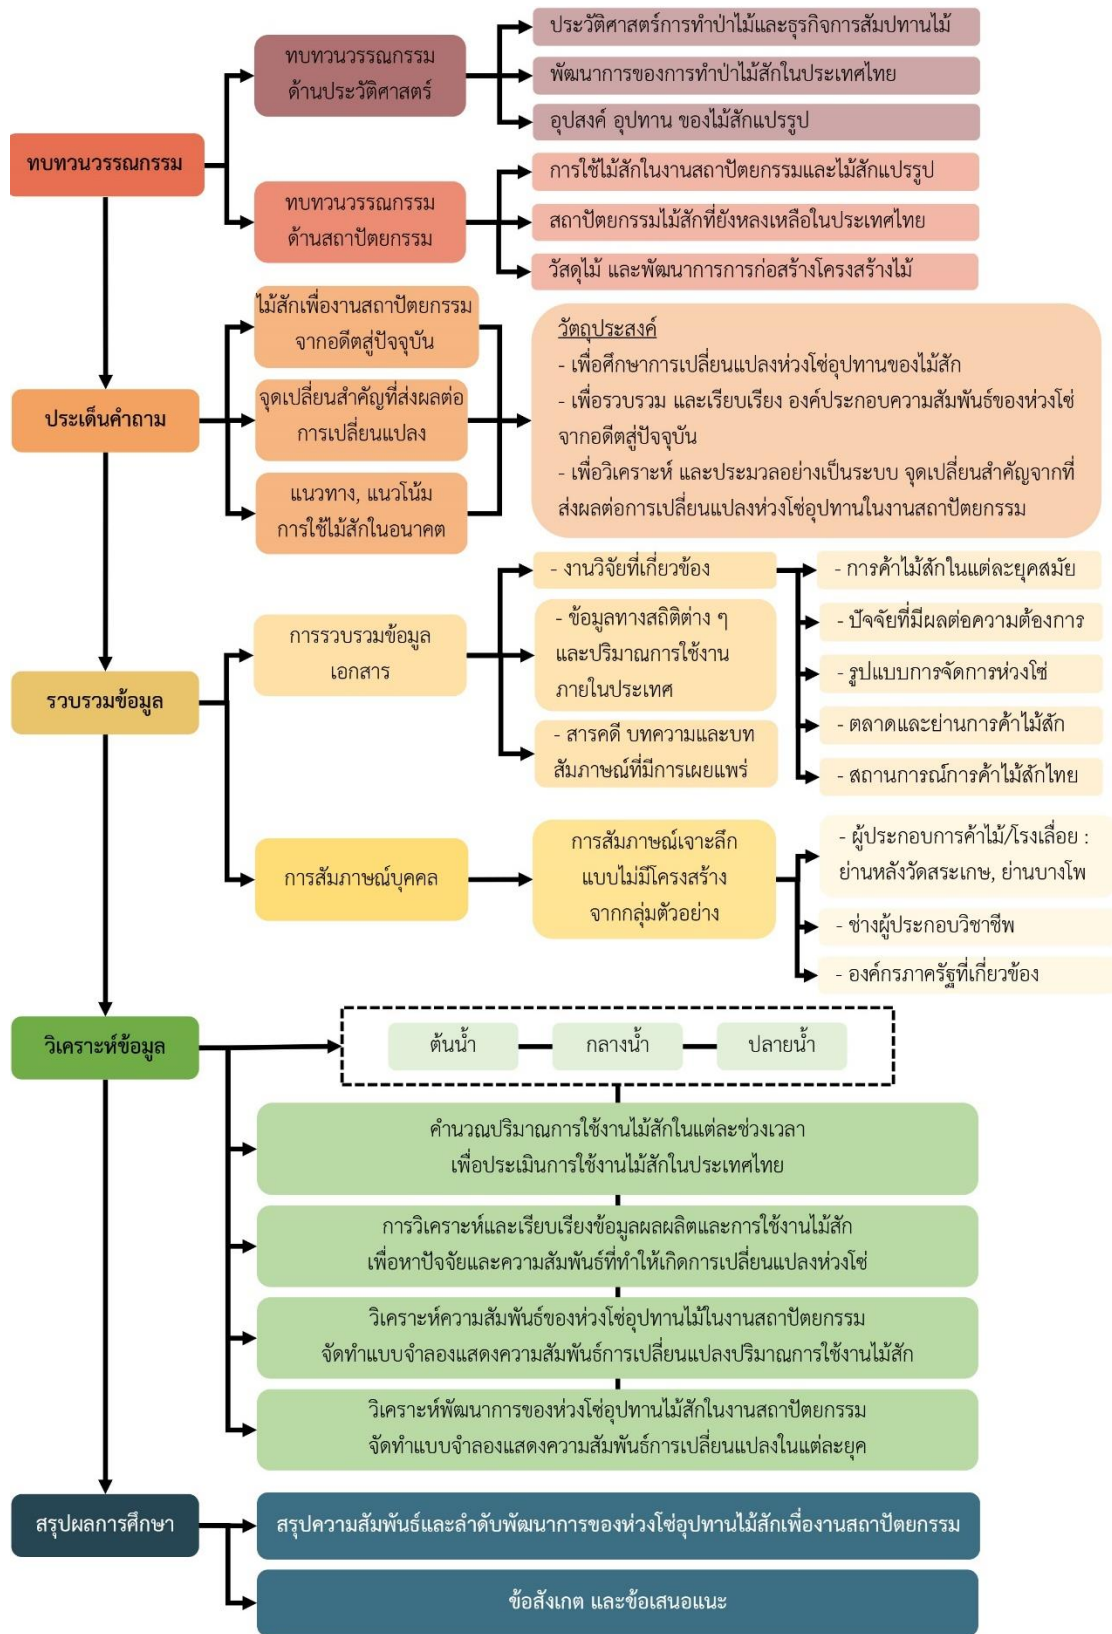 ทบทวนวรรณกรรม
ทบทวนวรรณกรรม
ด้านประวัติศาสตร์
ประวัติศาสตร์การทำป่าไม้และธุรกิจการสัมปทานไม้
พัฒนาการของการทำป่าไม้สักในประเทศไทย
อุปสงค์ อุปทาน ของไม้สักแปรรูป
ทบทวนวรรณกรรม
ด้านสถาปัตยกรรม
การใช้ไม้สักในงานสถาปัตยกรรมและไม้สักแปรรูป
สถาปัตยกรรมไม้สักที่ยังหลงเหลือในประเทศไทย
วัสดุไม้ และพัฒนาการการก่อสร้างโครงสร้างไม้
ประเด็นคำถาม
ไม้สักเพื่องานสถาปัตยกรรม
จากอดีตสู่ปัจจุบัน
จุดเปลี่ยนสำคัญที่ส่งผลต่อ
การเปลี่ยนแปลง
แนวทาง, แนวโน้ม
การใช้ไม้สักในอนาคต
วัตถุประสงค์
- เพื่อศึกษาการเปลี่ยนแปลงห่วงโซ่อุปทานของไม้สัก
- เพื่อรวบรวม และเรียบเรียง องค์ประกอบความสัมพันธ์ของห่วงโซ่
จากอดีตสู่ปัจจุบัน
- เพื่อวิเคราะห์ และประมวลอย่างเป็นระบบ จุดเปลี่ยนสำคัญจากที่
ส่งผลต่อการเปลี่ยนแปลงห่วงโซ่อุปทานในงานสถาปัตยกรรม
รวบรวมข้อมูล
การรวบรวมข้อมูล
เอกสาร
- งานวิจัยที่เกี่ยวข้อง
- ข้อมูลทางสถิติต่าง ๆ
และปริมาณการใช้งาน
ภายในประเทศ
- สารคดี บทความและบท
สัมภาษณ์ที่มีการเผยแพร่
- การค้าไม้สักในแต่ละยุคสมัย
- ปัจจัยที่มีผลต่อความต้องการ
- รูปแบบการจัดการห่วงโซ่
- ตลาดและย่านการค้าไม้สัก
- สถานการณ์การค้าไม้สักไทย
การสัมภาษณ์บุคคล
การสัมภาษณ์เจาะลึก
แบบไม่มีโครงสร้าง
จากกลุ่มตัวอย่าง
- ผู้ประกอบการค้าไม้/โรงเลื่อย :
ย่านหลังวัดสระเกษ, ย่านบางโพ
- ช่างผู้ประกอบวิชาชีพ
- องค์กรภาครัฐที่เกี่ยวข้อง
วิเคราะห์ข้อมูล
ต้นน้ำ กลางน้ำ ปลายน้ำ
คำนวณปริมาณการใช้งานไม้สักในแต่ละช่วงเวลา
เพื่อประเมินการใช้งานไม้สักในประเทศไทย
การวิเคราะห์และเรียบเรียงข้อมูลผลผลิตและการใช้งานไม้สัก
เพื่อหาปัจจัยและความสัมพันธ์ที่ทำให้เกิดการเปลี่ยนแปลงห่วงโซ่
วิเคราะห์ความสัมพันธ์ของห่วงโซ่อุปทานไม้ในงานสถาปัตยกรรม
จัดทำแบบจำลองแสดงความสัมพันธ์การเปลี่ยนแปลงปริมาณการใช้งานไม้สัก
วิเคราะห์พัฒนาการของห่วงโซ่อุปทานไม้สักในงานสถาปัตยกรรม
จัดทำแบบจำลองแสดงความสัมพันธ์การเปลี่ยนแปลงในแต่ละยุค
สรุปผลการศึกษา
สรุปความสัมพันธ์และลำดับพัฒนาการของห่วงโซ่อุปทานไม้สักเพื่องานสถาปัตยกรรม
ข้อสังเกต และข้อเสนอแนะ